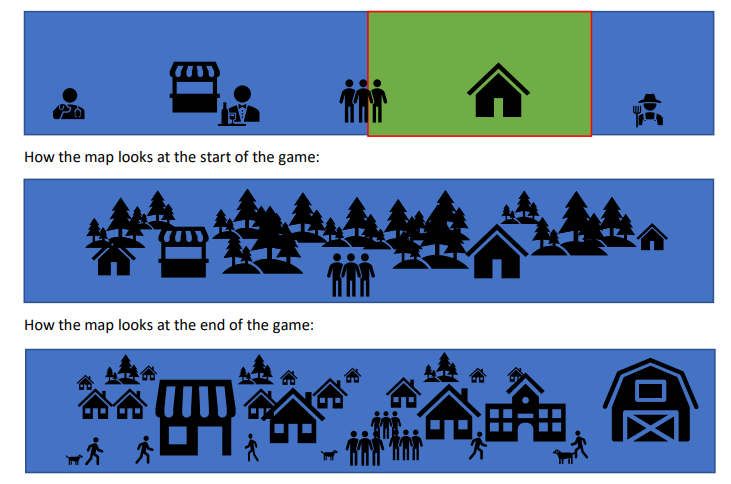 How the map looks at the start of the game:
How the map looks at the end of the game: